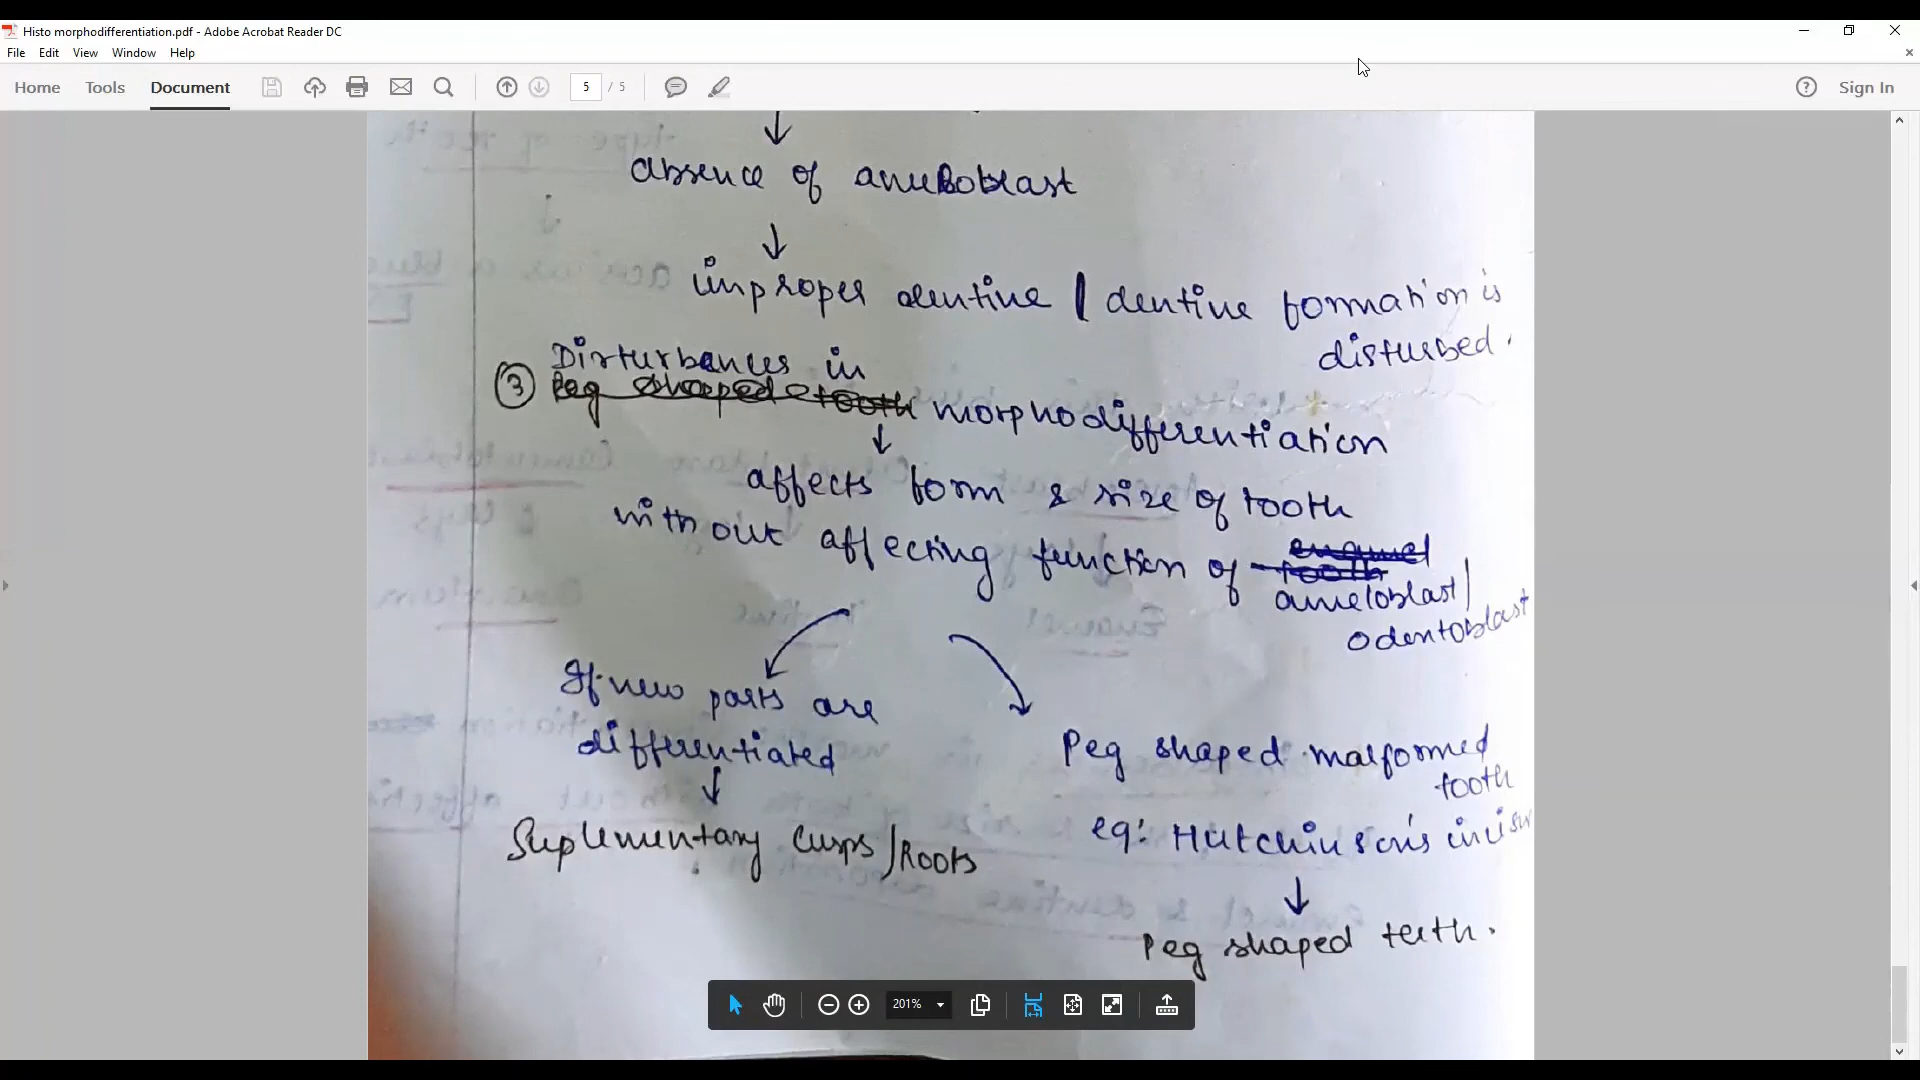 Histo morphodifferentiation.pdf - Adobe Acrobat Reader DC
File Edit View Window Help
Home Tools Document 5 / 5 Sign In
absence of ameloblast
improper dentine / dentine formation is
disturbed.
Disturbances in
③ Peg shaped tooth morphodifferentiation
affects form & size of tooth
without affecting function of enamel
tooth
ameloblast/
odontoblast
If new parts are
differentiated
Suplementary Cusps/Roots
Peg shaped malformed
tooth
eg: Hutchinson's incisor
Peg shaped teeth.
201%